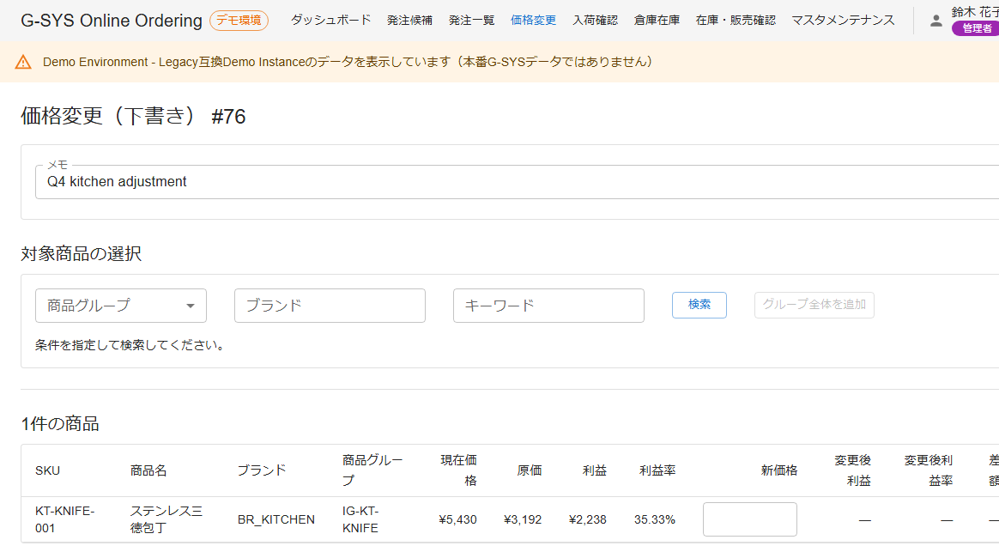 G-SYS Online Ordering デモ環境 ダッシュボード 発注候補 発注一覧 価格変更 入荷確認 倉庫在庫 在庫・販売確認 マスタメンテナンス 鈴木 花子
管理者
Demo Environment - Legacy互換Demo Instanceのデータを表示しています（本番G-SYSデータではありません）
価格変更（下書き） #76
メモ
Q4 kitchen adjustment
対象商品の選択
商品グループ ブランド キーワード 検索 グループ全体を追加
条件を指定して検索してください。
1件の商品
SKU 商品名 ブランド 商品グループ 現在価格 原価 利益 利益率 新価格 変更後利益 変更後利益率 差額
KT-KNIFE-001 ステンレス三徳包丁 BR_KITCHEN IG-KT-KNIFE ¥5,430 ¥3,192 ¥2,238 35.33% — — —